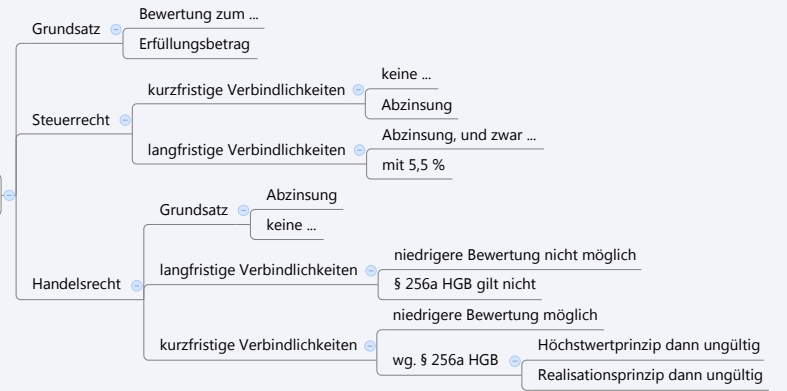 Grundsatz
Bewertung zum ...
Erfüllungsbetrag
Steuerrecht
kurzfristige Verbindlichkeiten
keine ...
Abzinsung
langfristige Verbindlichkeiten
Abzinsung, und zwar ...
mit 5,5 %
Handelsrecht
Grundsatz
Abzinsung
keine ...
langfristige Verbindlichkeiten
niedrigere Bewertung nicht möglich
§ 256a HGB gilt nicht
kurzfristige Verbindlichkeiten
niedrigere Bewertung möglich
wg. § 256a HGB
Höchstwertprinzip dann ungültig
Realisationsprinzip dann ungültig